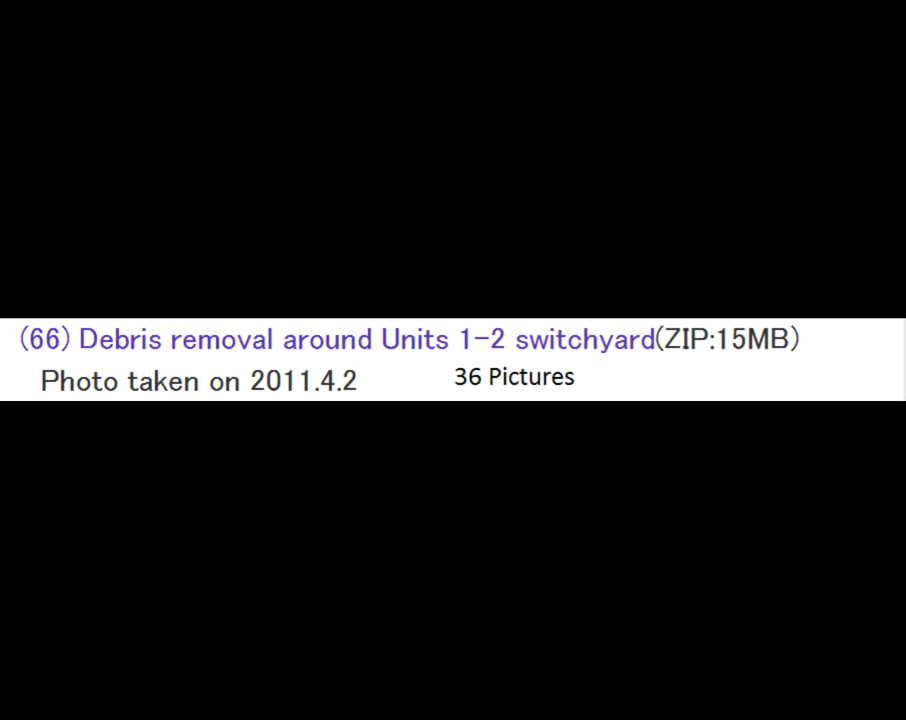 (66) Debris removal around Units 1-2 switchyard(ZIP:15MB)
Photo taken on 2011.4.2 36 Pictures